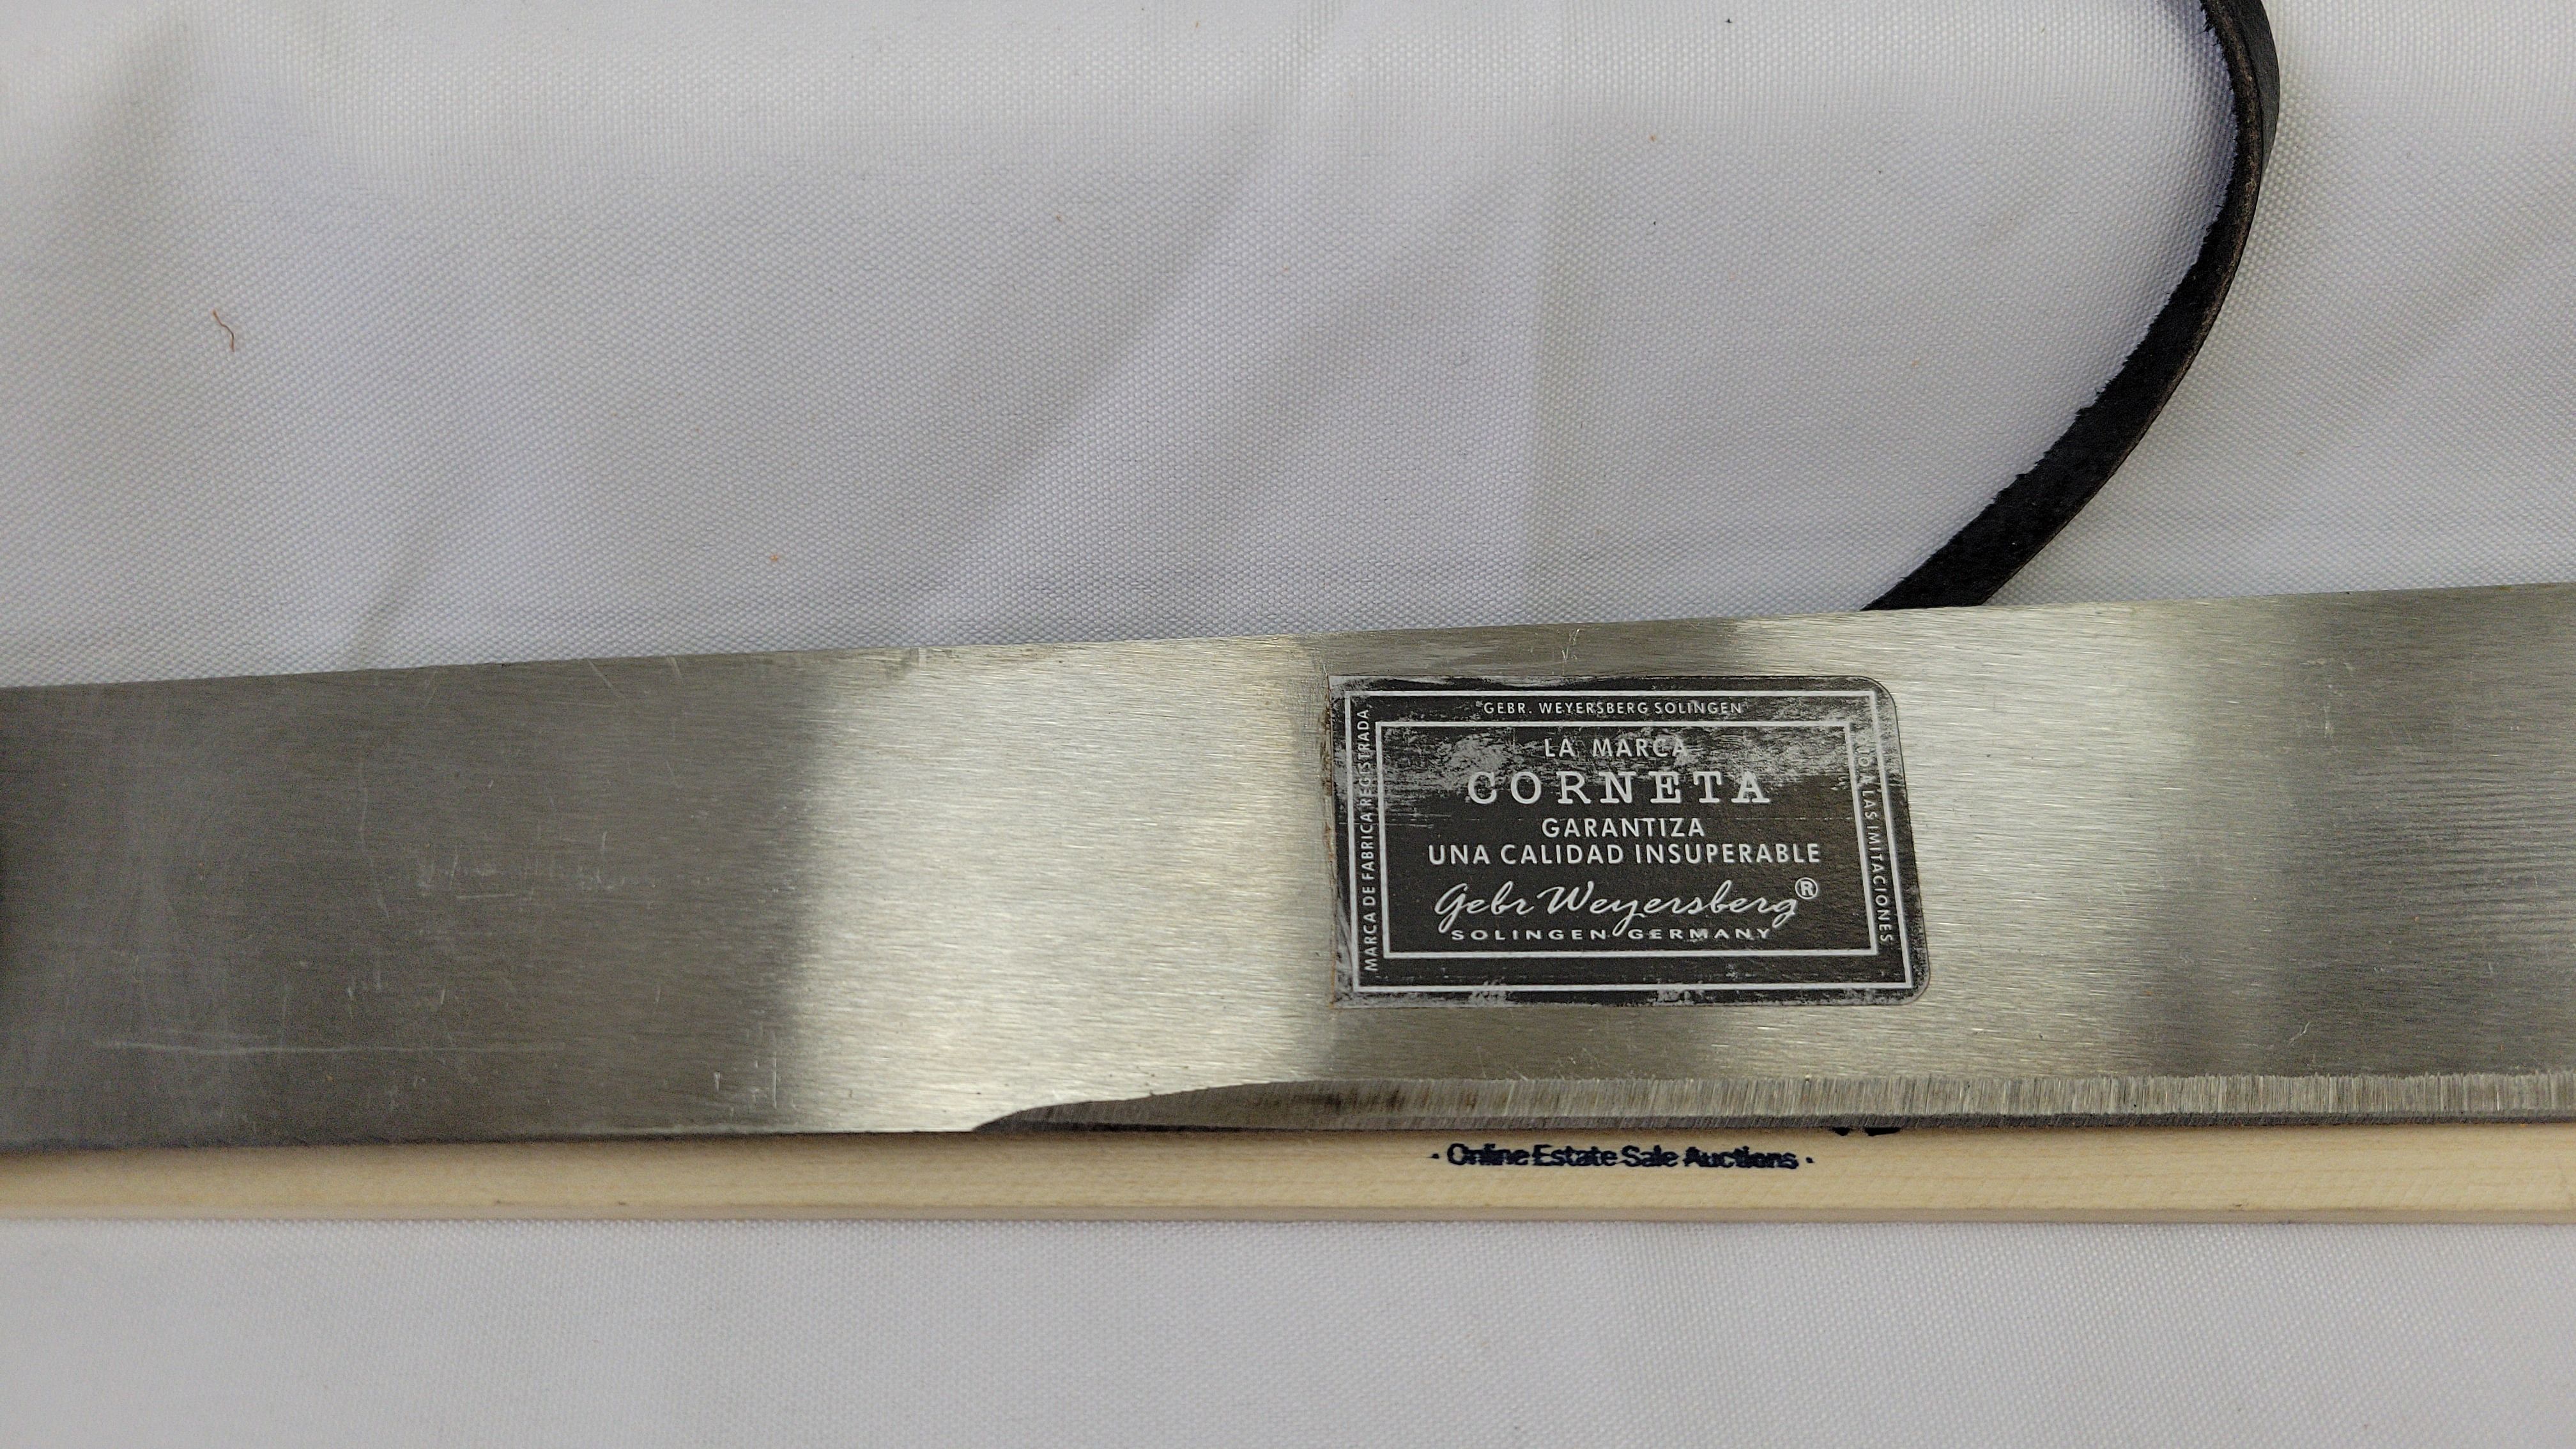 GEBR. WEYERSBERG SOLINGEN
MARCA DE FABRICA REGISTRADA
LA MARCA
CORNETA
GARANTIZA
UNA CALIDAD INSUPERABLE
Gebr Weyersberg®
SOLINGEN GERMANY
A LAS IMITACIONES
· Online Estate Sale Auctions ·